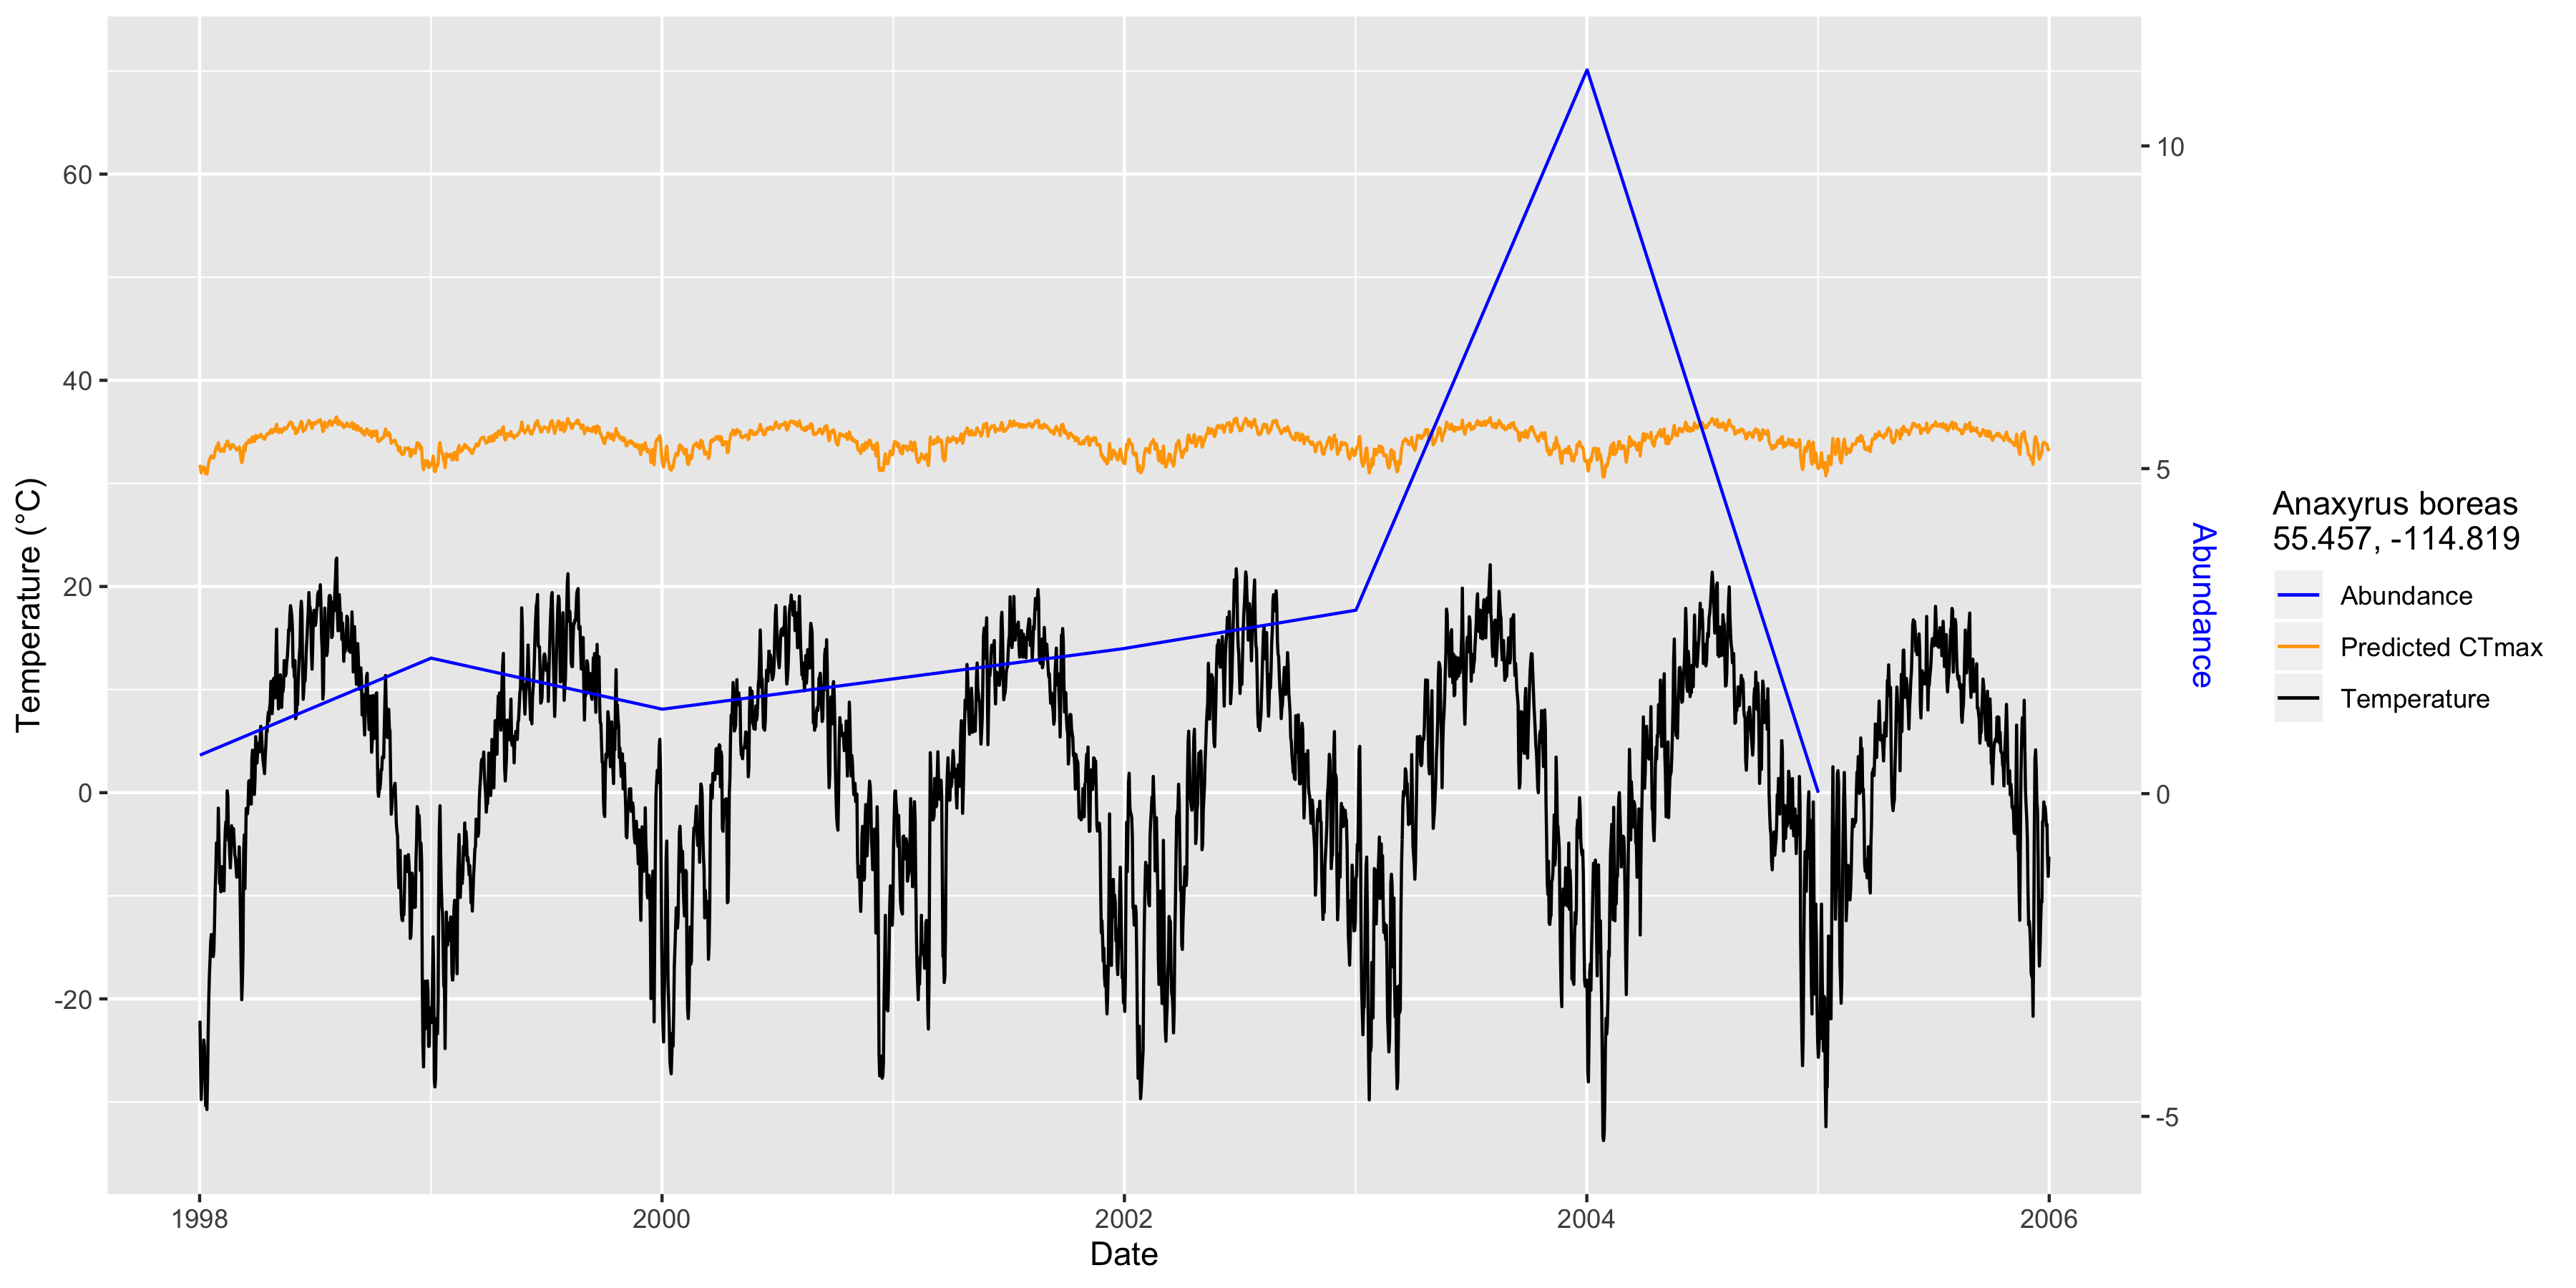 Temperature (°C)
60
40
20
0
-20
10
5
0
-5
Abundance
1998
2000
2002
2004
2006
Date
Anaxyrus boreas
55.457, -114.819
Abundance
Predicted CTmax
Temperature